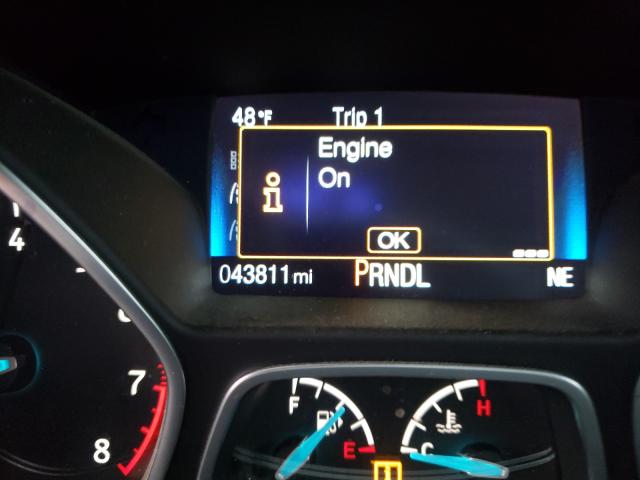 48°F Trip 1
Engine
On
i
OK
043811 mi PRNDL NE
4
7
8
F
E
H
C